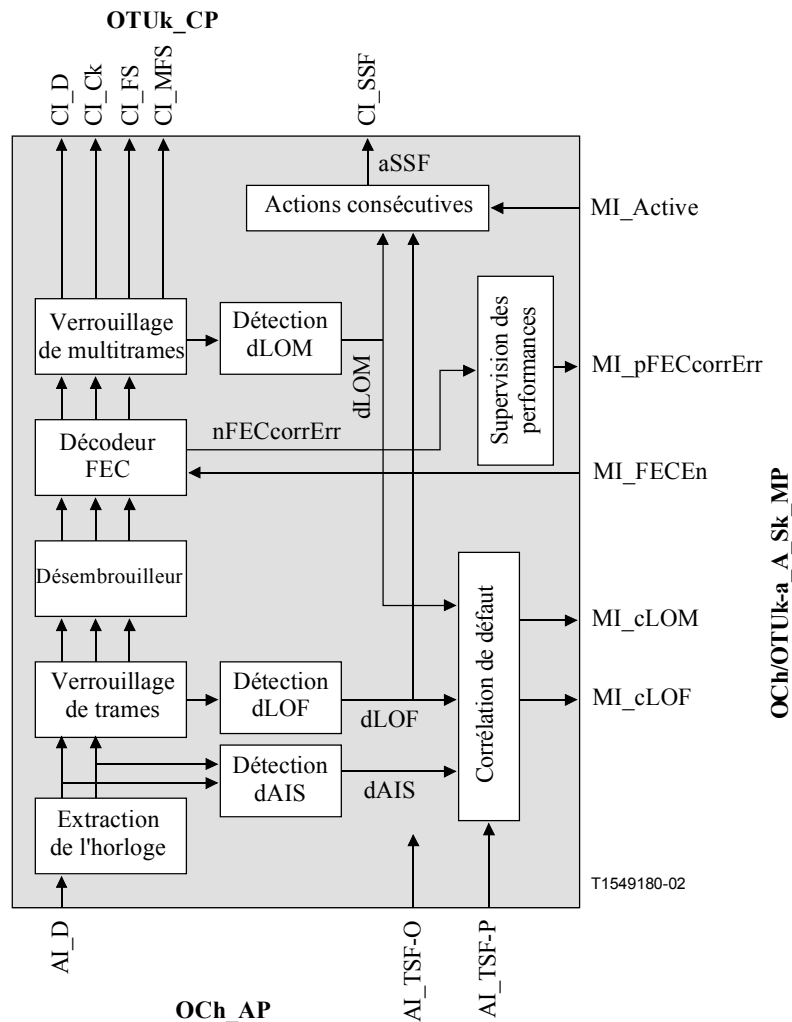 OTUk_CP
CI_D
CI_Ck
CI_FS
CI_MFS
CI_SSF
aSSF
Actions consécutives
MI_Active
Verrouillage
de multitrames
Détection
dLOM
dLOM
Supervision des
performances
MI_pFECcorrErr
Décodeur
FEC
nFECcorrErr
MI_FECEn
Désembrouilleur
Corrélation de défaut
MI_cLOM
MI_cLOF
OCh/OTUk-a_A_Sk_MP
Verrouillage
de trames
Détection
dLOF
dLOF
Détection
dAIS
dAIS
Extraction
de l'horloge
T1549180-02
AI_D
AI_TSF-O
AI_TSF-P
OCh_AP